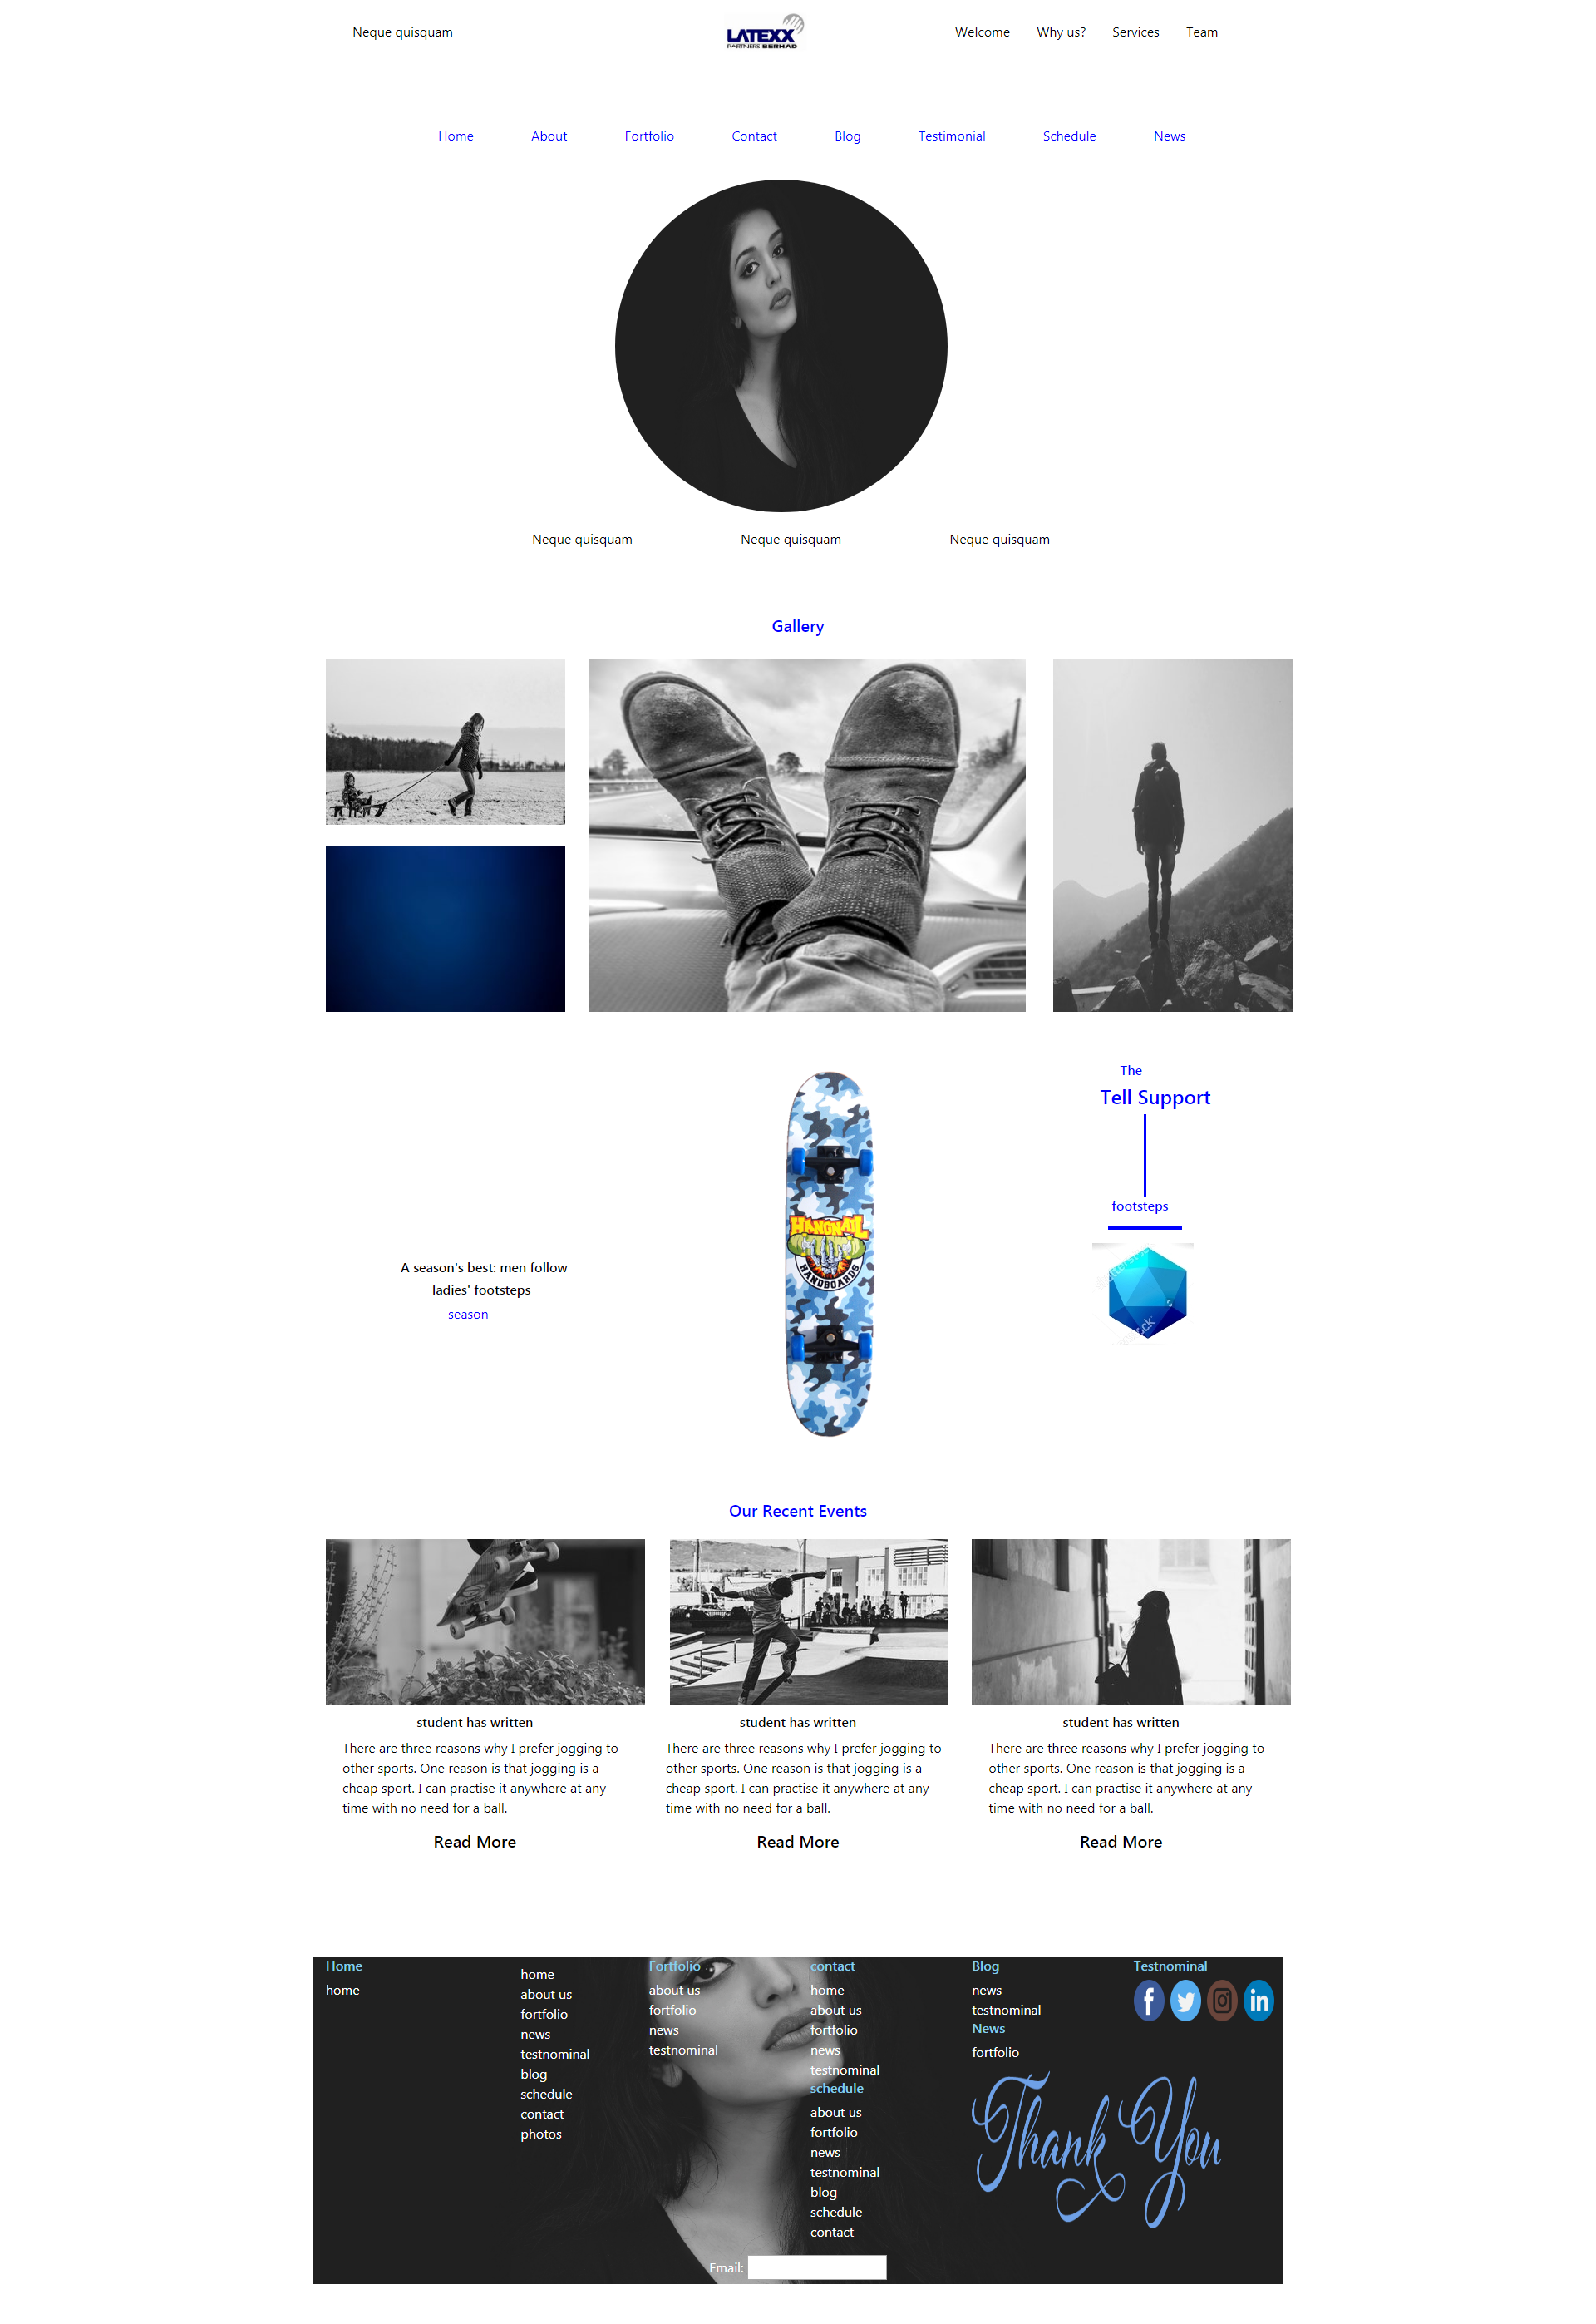 Neque quisquam
LATEXX
PARTNERS BERHAD
Welcome Why us? Services Team
Home About Fortfolio Contact Blog Testimonial Schedule News
Neque quisquam Neque quisquam Neque quisquam
Gallery
The
Tell Support
footsteps
A season's best: men follow
ladies' footsteps
season
HANGNAIL
HANDBOARDS
Our Recent Events
student has written
There are three reasons why I prefer jogging to
other sports. One reason is that jogging is a
cheap sport. I can practise it anywhere at any
time with no need for a ball.
Read More
student has written
There are three reasons why I prefer jogging to
other sports. One reason is that jogging is a
cheap sport. I can practise it anywhere at any
time with no need for a ball.
Read More
student has written
There are three reasons why I prefer jogging to
other sports. One reason is that jogging is a
cheap sport. I can practise it anywhere at any
time with no need for a ball.
Read More
Home
home
home
about us
fortfolio
news
testnominal
blog
schedule
contact
photos
Fortfolio
about us
fortfolio
news
testnominal
contact
home
about us
fortfolio
news
testnominal
schedule
about us
fortfolio
news
testnominal
blog
schedule
contact
Blog
news
testnominal
News
fortfolio
Testnominal
f in
Thank You
Email: